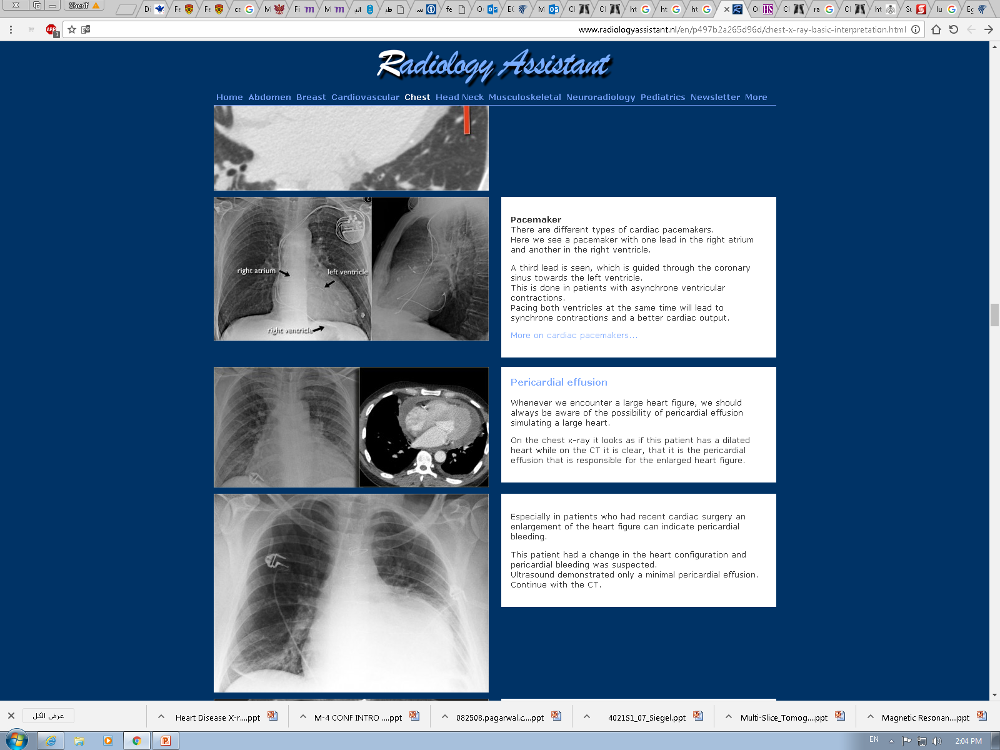 Sherif
www.radiologyassistant.nl/en/p497b2a265d96d/chest-x-ray-basic-interpretation.html
Radiology Assistant
Home Abdomen Breast Cardiovascular Chest Head Neck Musculoskeletal Neuroradiology Pediatrics Newsletter More
right atrium
left ventricle
right ventricle
Pacemaker
There are different types of cardiac pacemakers.
Here we see a pacemaker with one lead in the right atrium
and another in the right ventricle.
A third lead is seen, which is guided through the coronary
sinus towards the left ventricle.
This is done in patients with asynchrone ventricular
contractions.
Pacing both ventricles at the same time will lead to
synchrone contractions and a better cardiac output.
More on cardiac pacemakers...
Pericardial effusion
Whenever we encounter a large heart figure, we should
always be aware of the possibility of pericardial effusion
simulating a large heart.
On the chest x-ray it looks as if this patient has a dilated
heart while on the CT it is clear, that it is the pericardial
effusion that is responsible for the enlarged heart figure.
Especially in patients who had recent cardiac surgery an
enlargement of the heart figure can indicate pericardial
bleeding.
This patient had a change in the heart configuration and
pericardial bleeding was suspected.
Ultrasound demonstrated only a minimal pericardial effusion.
Continue with the CT.
عرض الكل
Heart Disease X-r....ppt
M-4 CONF INTRO ....ppt
082508.pagarwal.c....ppt
4021S1_07_Siegel.ppt
Multi-Slice_Tomog....ppt
Magnetic Resonan....ppt
EN
2:04 PM